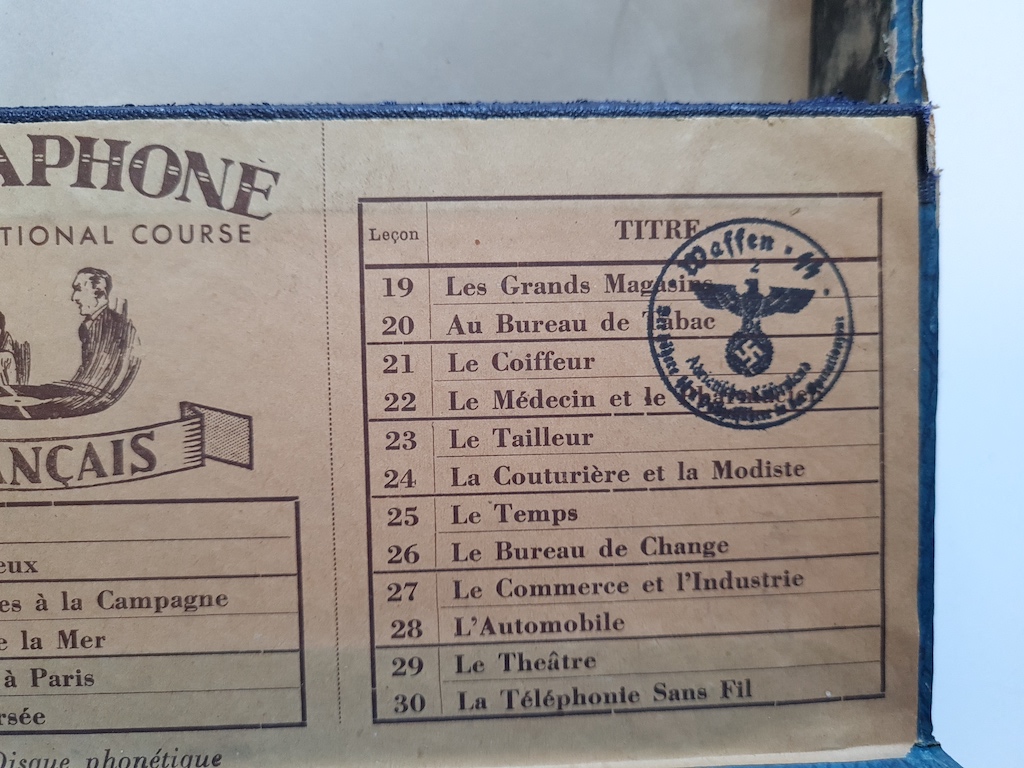 APHONE
TIONAL COURSE
ANÇAIS
eux
es à la Campagne
e la Mer
à Paris
rsée
Disque phonétique
Leçon TITRE
19 Les Grands Magasins
20 Au Bureau de Tabac
21 Le Coiffeur
22 Le Médecin et le
23 Le Tailleur
24 La Couturière et la Modiste
25 Le Temps
26 Le Bureau de Change
27 Le Commerce et l'Industrie
28 L'Automobile
29 Le Theâtre
30 La Téléphonie Sans Fil
Waffen-SS
2